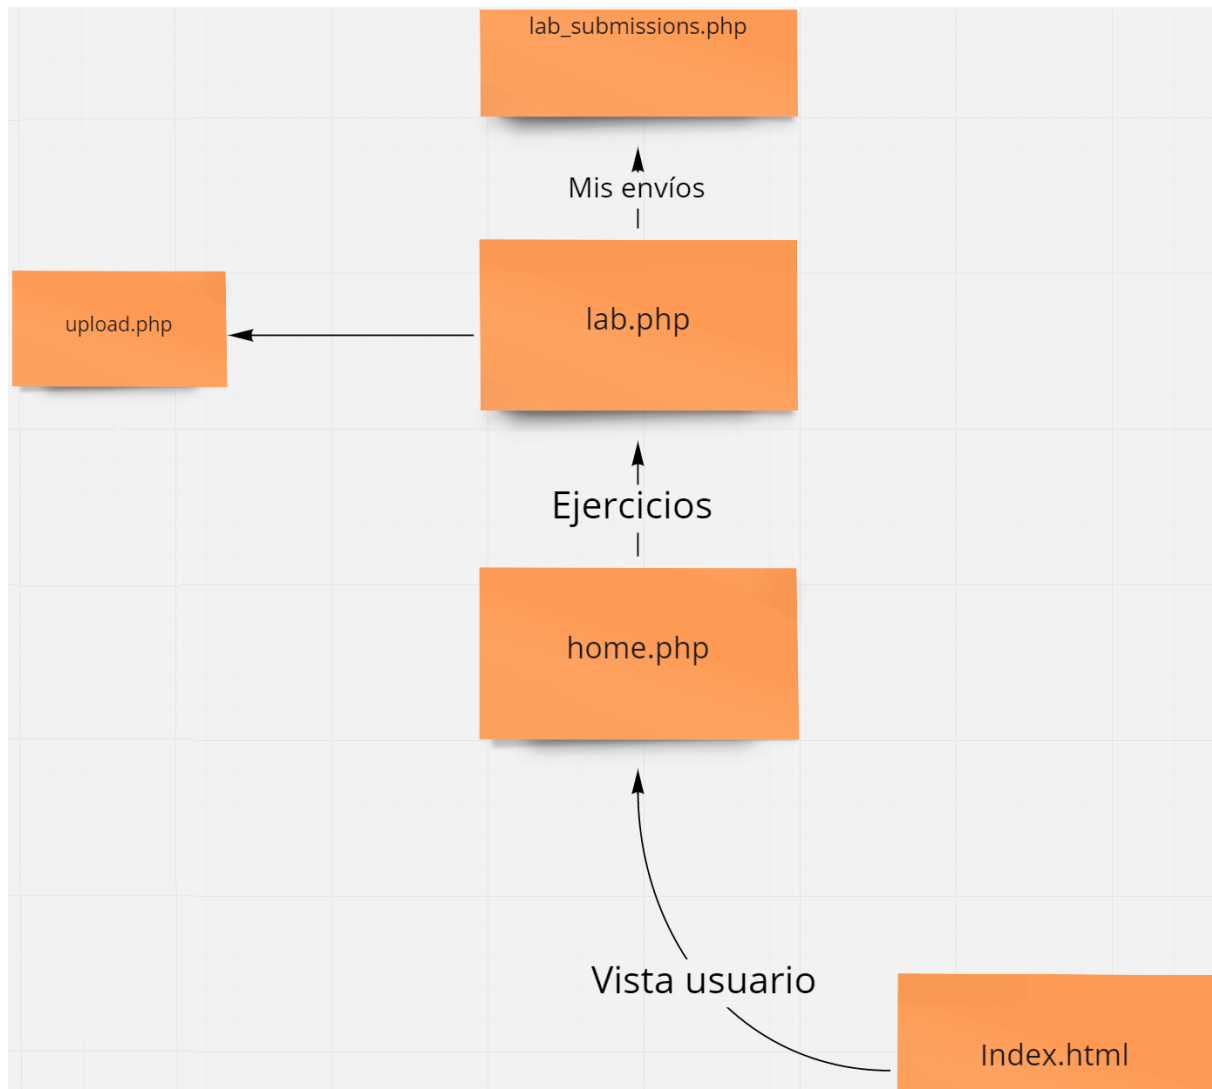 lab_submissions.php
Mis envíos
lab.php
upload.php
Ejercicios
home.php
Vista usuario
Index.html